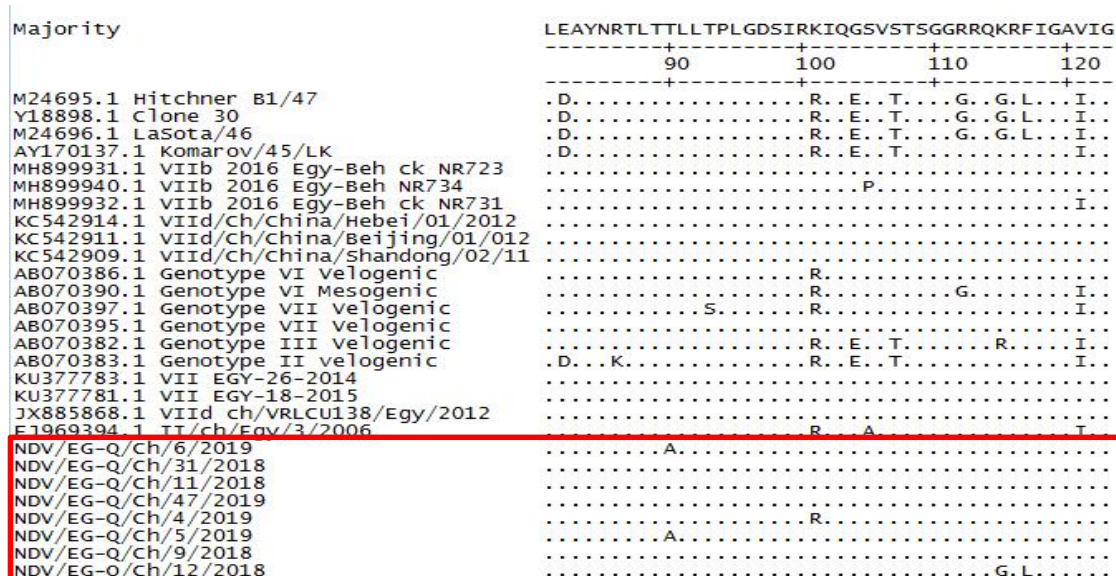 Majority LEAYNRTLTTLLTPLGDSIRKIQGSVSTSGGRRQKRFIGAVIG
---------+---------+---------+---------+---
90 100 110 120
---------+---------+---------+---------+---
M24695.1 Hitchner B1/47 .D..................R..E..T....G..G.L...I..
Y18898.1 Clone 30 .D..................R..E..T....G..G.L...I..
M24696.1 LaSota/46 .D..................R..E..T....G..G.L...I..
AY170137.1 Komarov/45/LK .D..................R..E..T.............I..
MH899931.1 VIIb 2016 Egy-Beh ck NR723 ...........................................
MH899940.1 VIIb 2016 Egy-Beh NR734 ........................P..................
MH899932.1 VIIb 2016 Egy-Beh ck NR731 ........................................I..
KC542914.1 VIId/Ch/China/Hebei/01/2012 ...........................................
KC542911.1 VIId/Ch/China/Beijing/01/012 ...........................................
KC542909.1 VIId/Ch/China/Shandong/02/11 ...........................................
AB070386.1 Genotype VI Velogenic ....................R......................
AB070390.1 Genotype VI Mesogenic ....................R..........G........I..
AB070397.1 Genotype VII Velogenic ............S.......R...................I..
AB070395.1 Genotype VII Velogenic ...........................................
AB070382.1 Genotype III Velogenic ....................R..E..T.......R.....I..
AB070383.1 Genotype II velogenic .D...K..............R..E..T.............I..
KU377783.1 VII EGY-26-2014 ...........................................
KU377781.1 VII EGY-18-2015 ...........................................
JX885868.1 VIId ch/VRLCU138/Egy/2012 ...........................................
FJ969394.1 II/ch/Egy/3/2006 ....................R...A...............I..
NDV/EG-Q/Ch/6/2019 .........A.................................
NDV/EG-Q/Ch/31/2018 ...........................................
NDV/EG-Q/Ch/11/2018 ...........................................
NDV/EG-Q/Ch/47/2019 ...........................................
NDV/EG-Q/Ch/4/2019 ....................R......................
NDV/EG-Q/Ch/5/2019 .........A.................................
NDV/EG-Q/Ch/9/2018 ...........................................
NDV/EG-Q/Ch/12/2018 ..................................G.L......